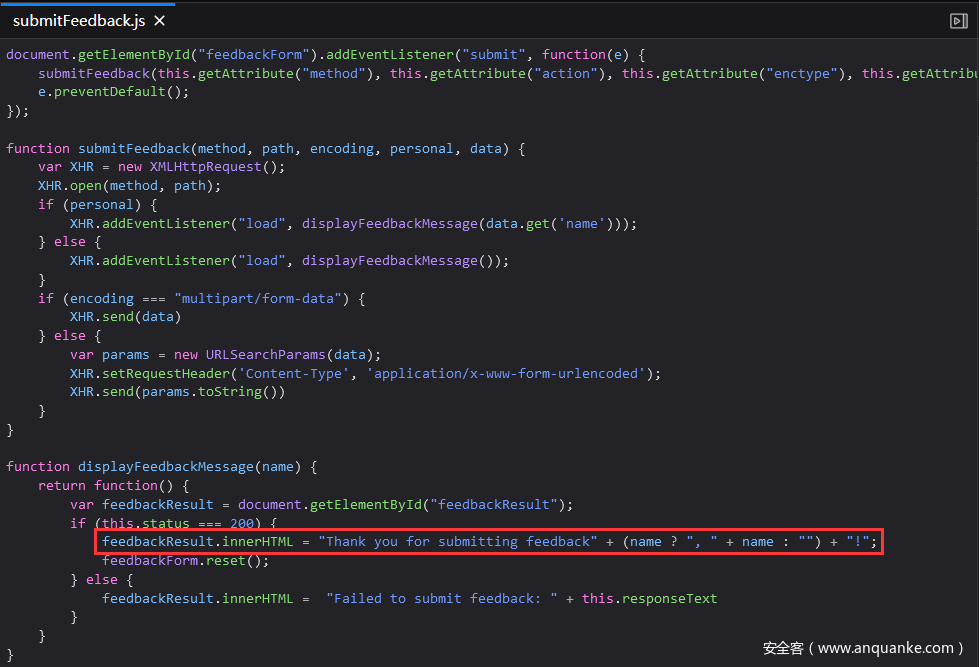 submitFeedback.js ✕
document.getElementById("feedbackForm").addEventListener("submit", function(e) {
    submitFeedback(this.getAttribute("method"), this.getAttribute("action"), this.getAttribute("enctype"), this.getAttribu
    e.preventDefault();
});

function submitFeedback(method, path, encoding, personal, data) {
    var XHR = new XMLHttpRequest();
    XHR.open(method, path);
    if (personal) {
        XHR.addEventListener("load", displayFeedbackMessage(data.get('name')));
    } else {
        XHR.addEventListener("load", displayFeedbackMessage());
    }
    if (encoding === "multipart/form-data") {
        XHR.send(data)
    } else {
        var params = new URLSearchParams(data);
        XHR.setRequestHeader('Content-Type', 'application/x-www-form-urlencoded');
        XHR.send(params.toString())
    }
}

function displayFeedbackMessage(name) {
    return function() {
        var feedbackResult = document.getElementById("feedbackResult");
        if (this.status === 200) {
            feedbackResult.innerHTML = "Thank you for submitting feedback" + (name ? ", " + name : "") + "!";
            feedbackForm.reset();
        } else {
            feedbackResult.innerHTML =  "Failed to submit feedback: " + this.responseText
        }
    }
}
安全客（www.anquanke.com）